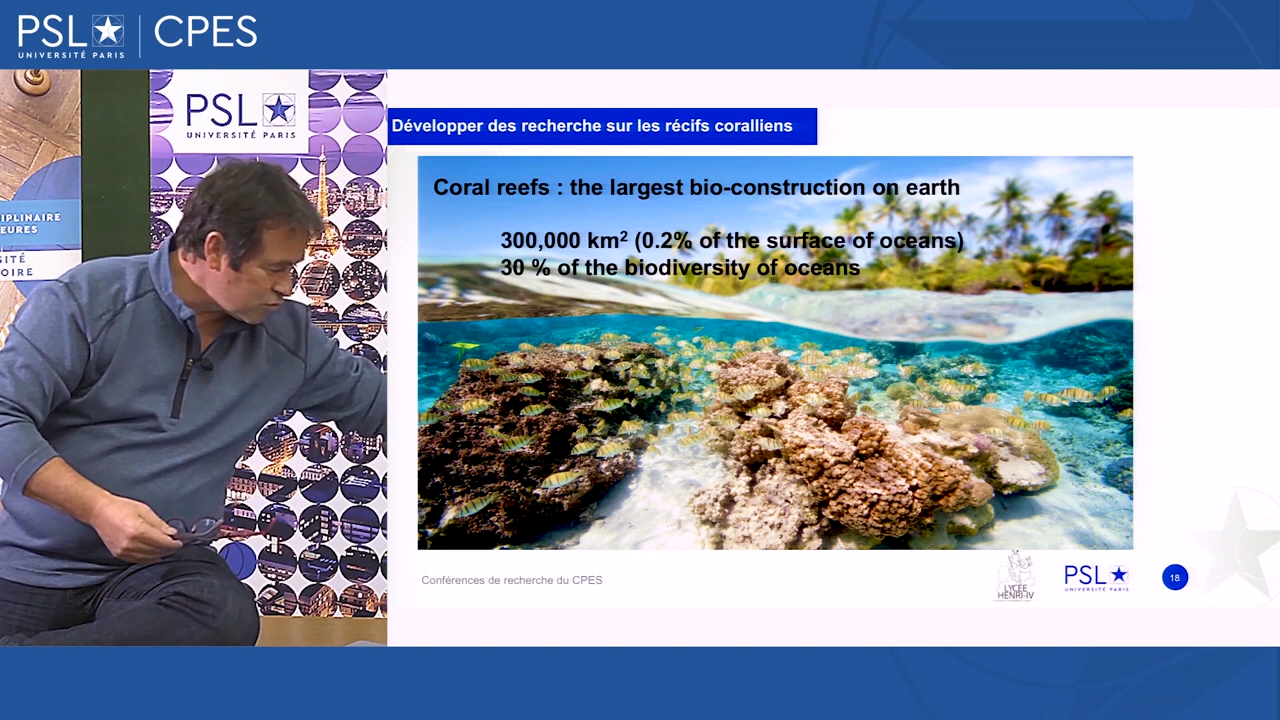 PSL CPES
UNIVERSITÉ PARIS
PSL
UNIVERSITÉ PARIS
IPLINAIRE
EURES
SITÉ
OIRE
Développer des recherche sur les récifs coralliens
Coral reefs : the largest bio-construction on earth
300,000 km² (0.2% of the surface of oceans)
30 % of the biodiversity of oceans
Conférences de recherche du CPES
LYCÉE
HENRI-IV
PSL
UNIVERSITÉ PARIS
18